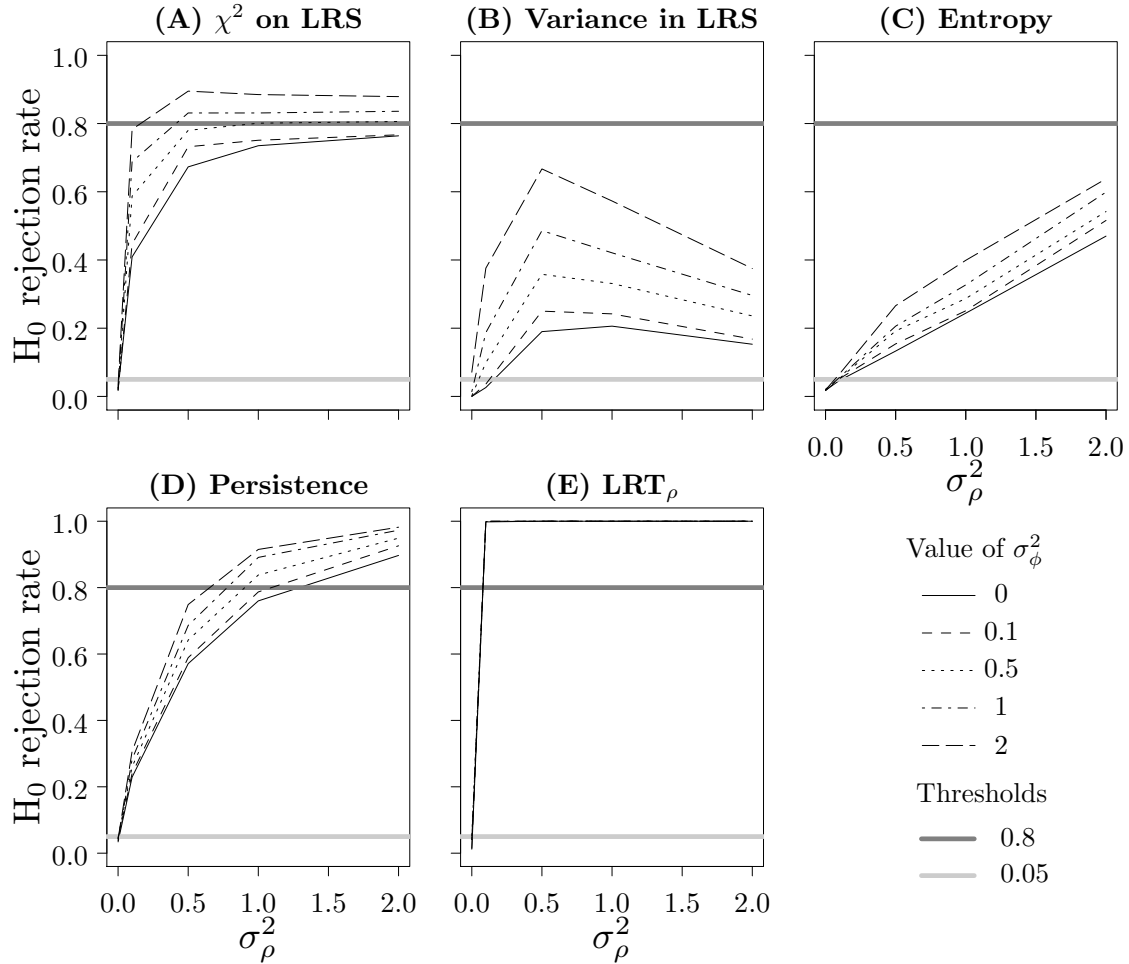 (A) χ² on LRS
(B) Variance in LRS
(C) Entropy
H₀ rejection rate
1.0
0.8
0.6
0.4
0.2
0.0
0.0 0.5 1.0 1.5 2.0
σ²ρ
(D) Persistence
(E) LRTρ
H₀ rejection rate
1.0
0.8
0.6
0.4
0.2
0.0
0.0 0.5 1.0 1.5 2.0
σ²ρ
0.0 0.5 1.0 1.5 2.0
σ²ρ
Value of σ²ϕ
0
0.1
0.5
1
2
Thresholds
0.8
0.05